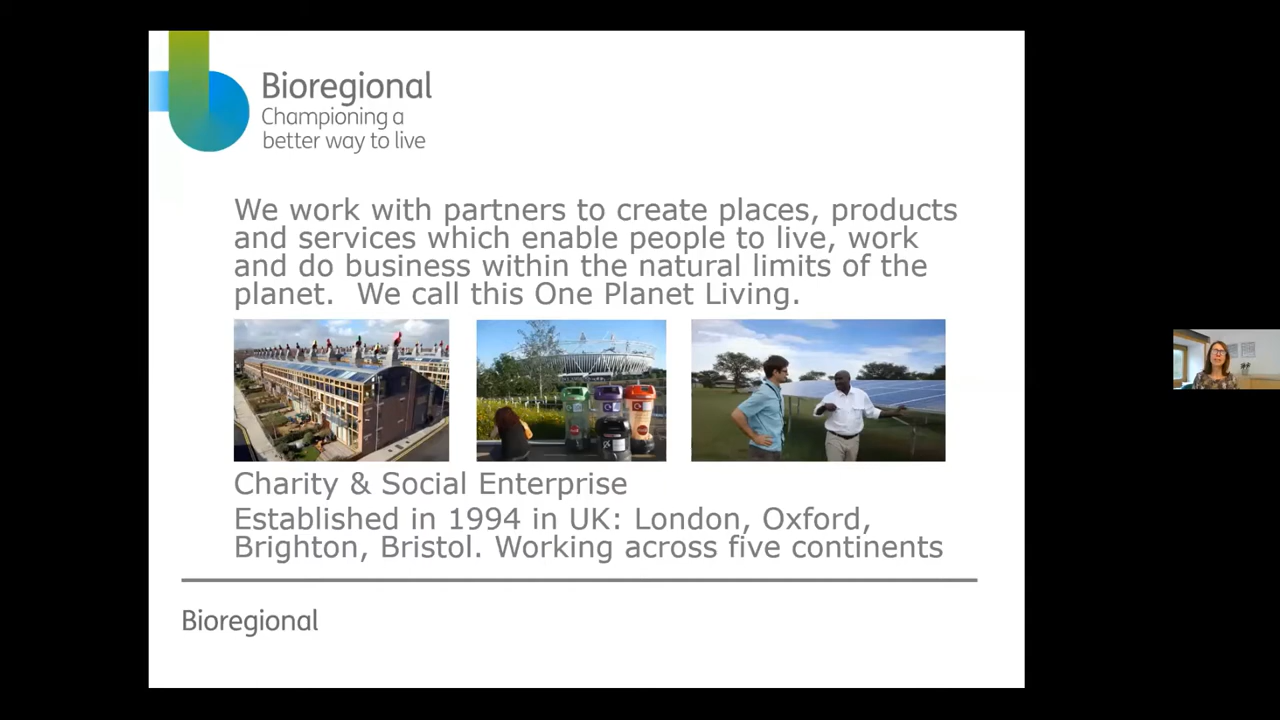 Bioregional
Championing a
better way to live
We work with partners to create places, products
and services which enable people to live, work
and do business within the natural limits of the
planet.  We call this One Planet Living.
Charity & Social Enterprise
Established in 1994 in UK: London, Oxford,
Brighton, Bristol. Working across five continents
Bioregional